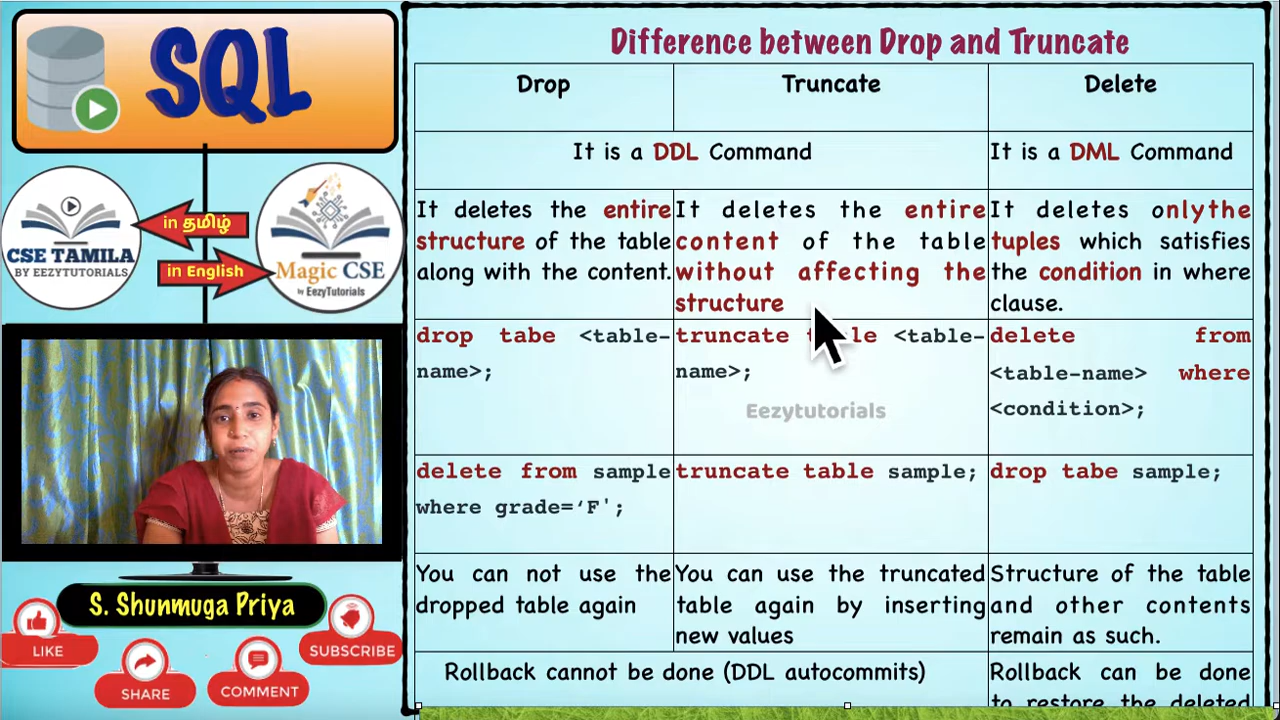 SQL
in தமிழ்
CSE TAMILA
BY EEZYTUTORIALS
in English
Magic CSE
by EezyTutorials
S. Shunmuga Priya
LIKE
SHARE
COMMENT
SUBSCRIBE
Difference between Drop and Truncate
Drop
Truncate
Delete
It is a DDL Command
It is a DML Command
It deletes the entire
structure of the table
along with the content.
It deletes the entire
content of the table
without affecting the
structure
It deletes onlythe
tuples which satisfies
the condition in where
clause.
drop tabe <table-
name>;
truncate table <table-
name>;
delete from
<table-name> where
<condition>;
Eezytutorials
delete from sample
where grade=‘F';
truncate table sample;
drop tabe sample;
You can not use the
dropped table again
You can use the truncated
table again by inserting
new values
Structure of the table
and other contents
remain as such.
Rollback cannot be done (DDL autocommits)
Rollback can be done
to restore the deleted